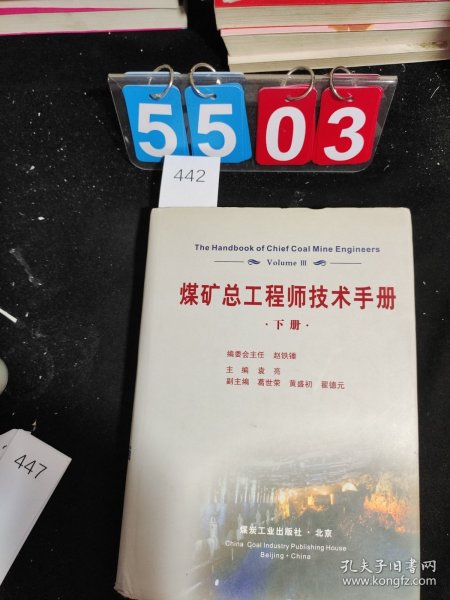 5503
442
The Handbook of Chief Coal Mine Engineers
Volume III
煤矿总工程师技术手册
·下册·
编委会主任 赵铁锤
主 编 袁 亮
副主编 葛世荣 黄盛初 翟德元
447
煤炭工业出版社·北京
China Coal Industry Publishing House
Beijing·China
孔夫子旧书网
www.kongfz.com